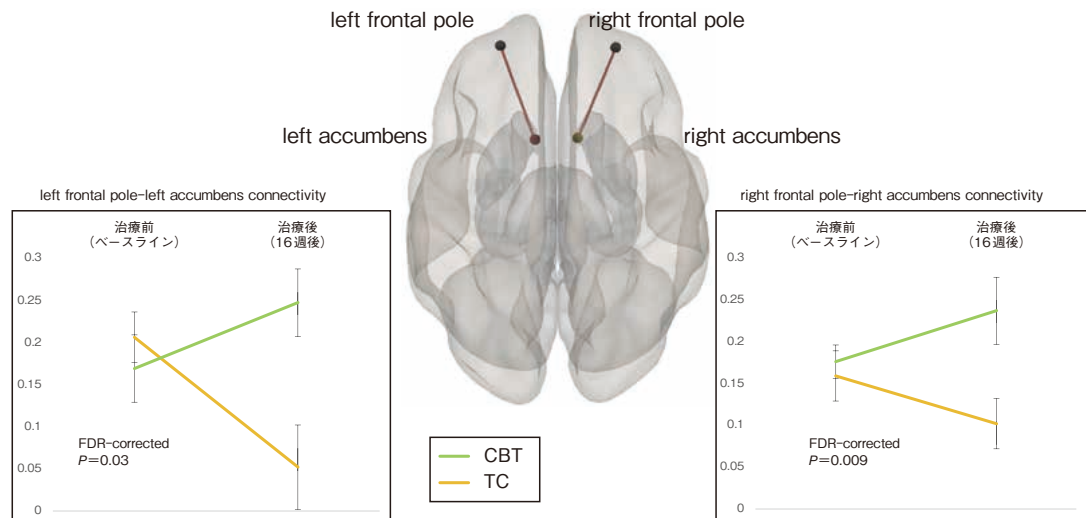 left frontal pole
right frontal pole
left accumbens
right accumbens
left frontal pole-left accumbens connectivity
治療前
（ベースライン）
治療後
（16週後）
0.3
0.25
0.2
0.15
0.1
0.05
0
FDR-corrected
P＝0.03
CBT
TC
right frontal pole-right accumbens connectivity
治療前
（ベースライン）
治療後
（16週後）
0.3
0.25
0.2
0.15
0.1
0.05
0
FDR-corrected
P＝0.009